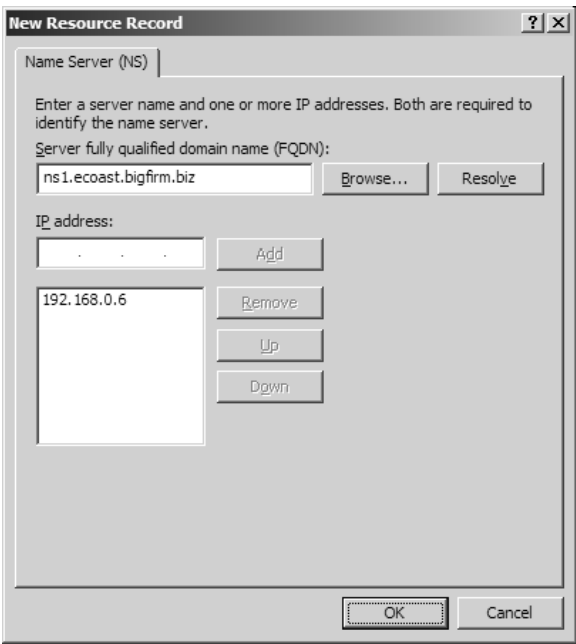 New Resource Record
Name Server (NS)
Enter a server name and one or more IP addresses. Both are required to
identify the name server.
Server fully qualified domain name (FQDN):
ns1.ecoast.bigfirm.biz
Browse...
Resolve
IP address:
. . .
Add
192.168.0.6
Remove
Up
Down
OK
Cancel